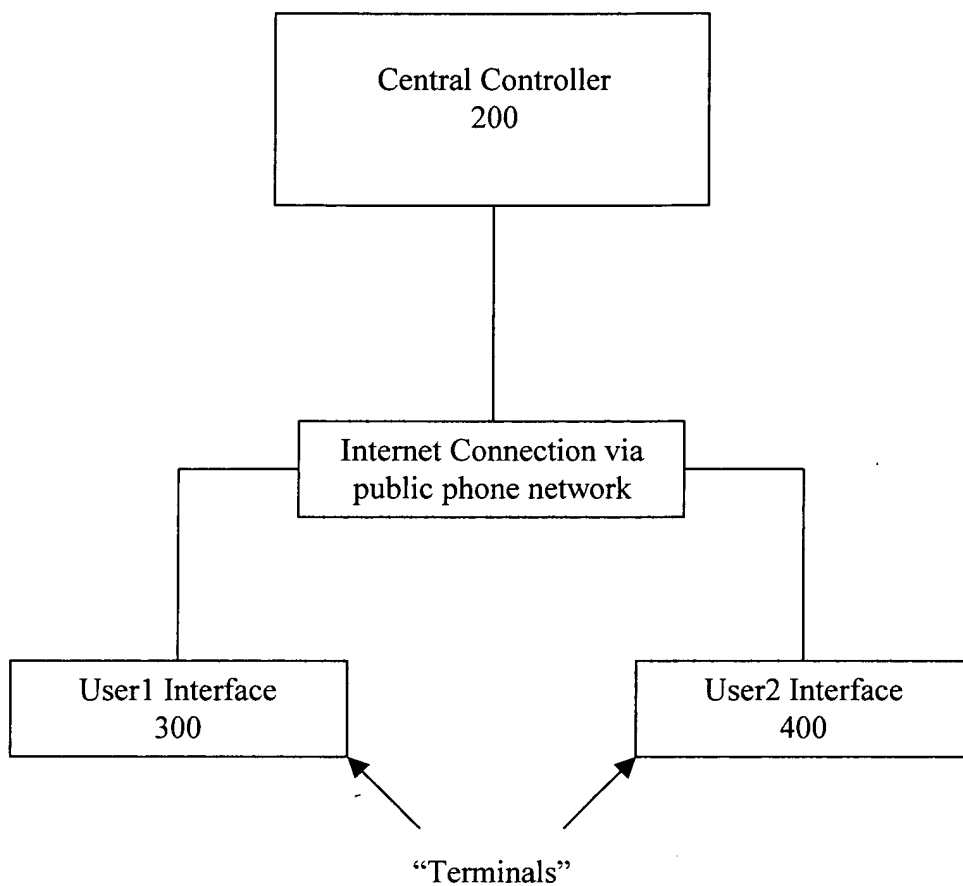 Central Controller
200
Internet Connection via
public phone network
User1 Interface
300
User2 Interface
400
“Terminals”